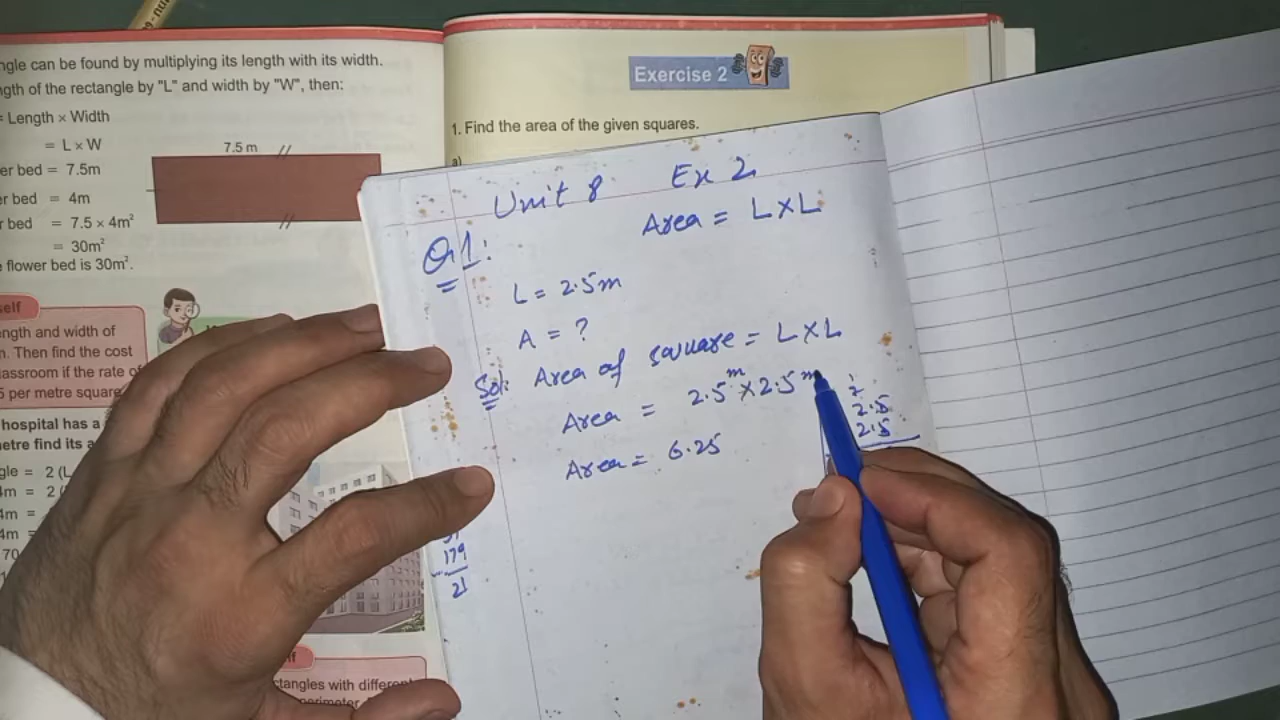 ngle can be found by multiplying its length with its width.
gth of the rectangle by "L" and width by "W", then:
= Length × Width
= L × W
er bed = 7.5m
er bed = 4m
r bed = 7.5 × 4m²
= 30m²
e flower bed is 30m².
7.5 m
self
ength and width of
n. Then find the cost
lassroom if the rate of
5 per metre square
hospital has a
metre find its a
gle = 2 (L
4m = 2
4m =
4m =
70
ctangles with different
perimeter
Exercise 2
1. Find the area of the given squares.
a)
Unit 8 Ex 2
Area = L×L
Q1:
L = 2.5m
A = ?
Sol: Area of square = L×L
Area = 2.5m × 2.5m
Area = 6.25
2.5
2.5
179
21